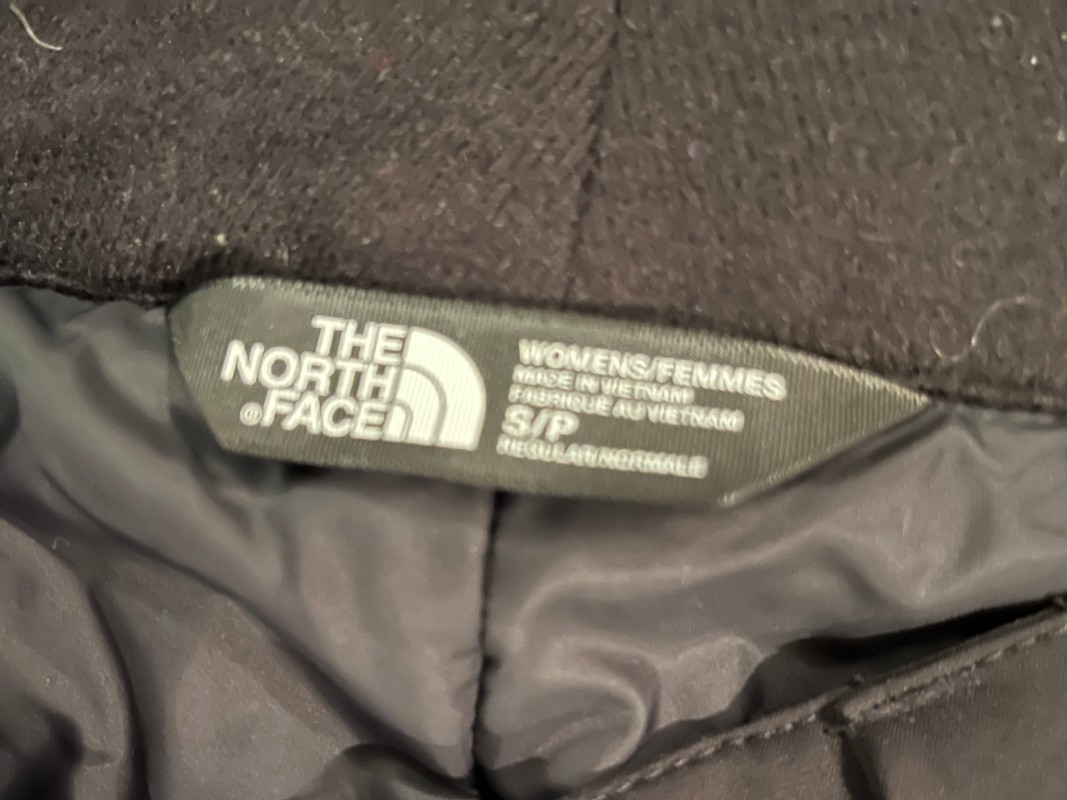 THE
NORTH
®FACE
WOMENS/FEMMES
MADE IN VIETNAM
FABRIQUE AU VIETNAM
S/P
REGULAR/NORMALE